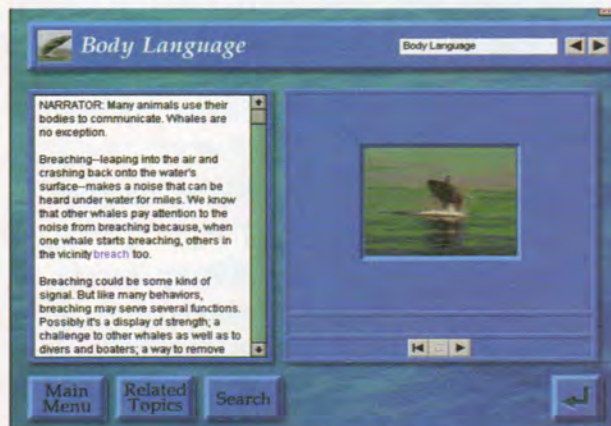 Body Language
Body Language
NARRATOR: Many animals use their
bodies to communicate. Whales are
no exception.
Breaching--leaping into the air and
crashing back onto the water's
surface--makes a noise that can be
heard under water for miles. We know
that other whales pay attention to the
noise from breaching because, when
one whale starts breaching, others in
the vicinity breach too.
Breaching could be some kind of
signal. But like many behaviors,
breaching may serve several functions.
Possibly it's a display of strength; a
challenge to other whales as well as to
divers and boaters; a way to remove
Main
Menu
Related
Topics
Search